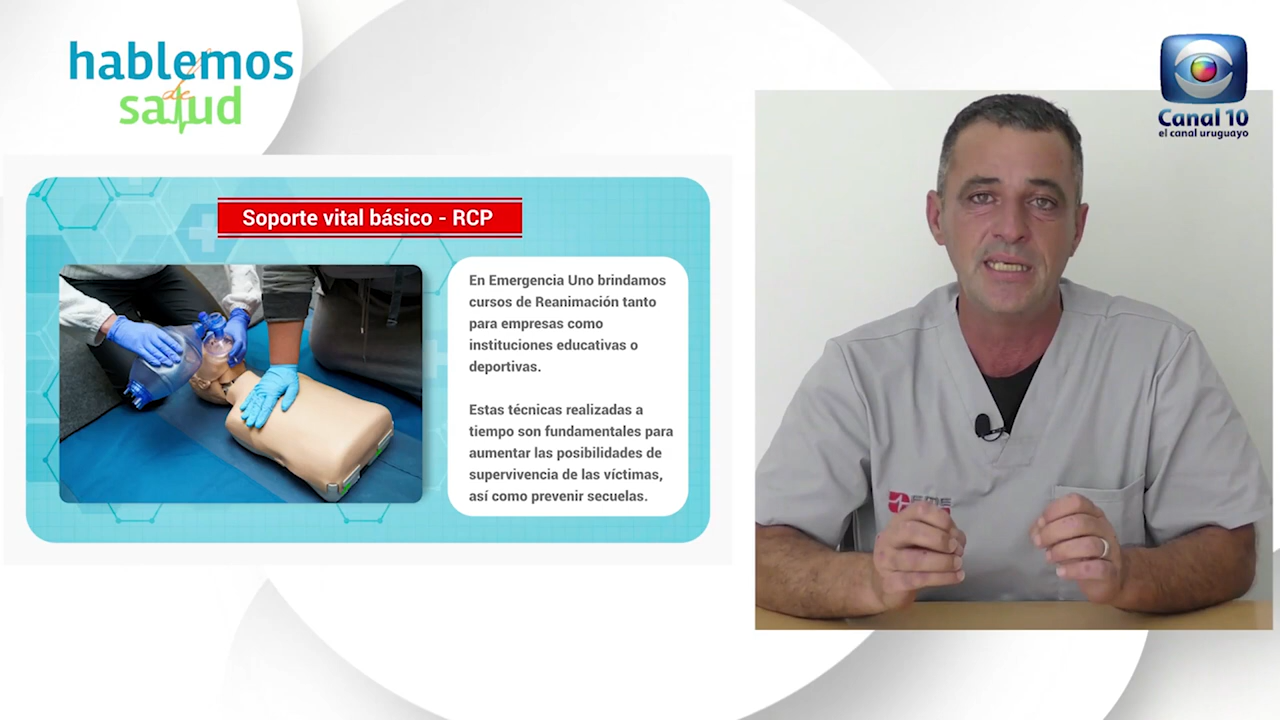 hablemos
de
salud
Canal 10
el canal uruguayo
Soporte vital básico - RCP
En Emergencia Uno brindamos
cursos de Reanimación tanto
para empresas como
instituciones educativas o
deportivas.
Estas técnicas realizadas a
tiempo son fundamentales para
aumentar las posibilidades de
supervivencia de las víctimas,
así como prevenir secuelas.